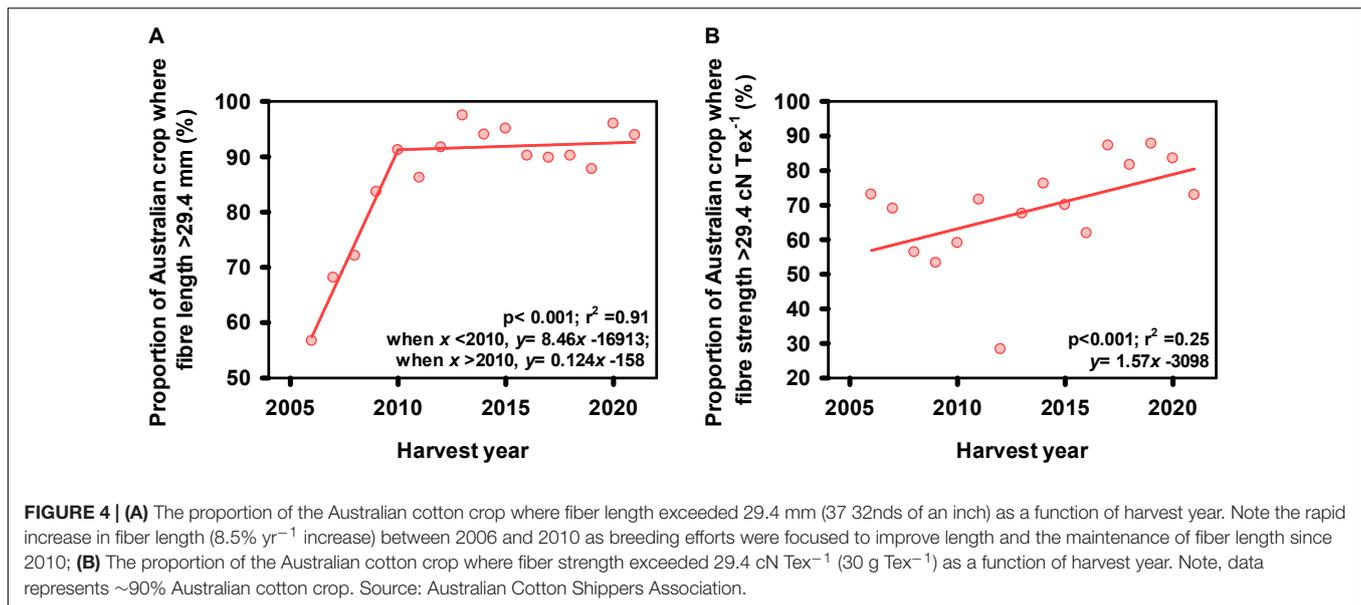 A
Proportion of Australian crop where
fibre length >29.4 mm (%)
100
90
80
70
60
50
p< 0.001; r² =0.91
when x <2010, y= 8.46x -16913;
when x >2010, y= 0.124x -158
2005
2010
2015
2020
Harvest year
B
Proportion of Australian crop where
fibre strength >29.4 cN Tex⁻¹ (%)
100
90
80
70
60
50
40
30
20
p<0.001; r² =0.25
y= 1.57x -3098
2005
2010
2015
2020
Harvest year
FIGURE 4 | (A) The proportion of the Australian cotton crop where fiber length exceeded 29.4 mm (37 32nds of an inch) as a function of harvest year. Note the rapid
increase in fiber length (8.5% yr⁻¹ increase) between 2006 and 2010 as breeding efforts were focused to improve length and the maintenance of fiber length since
2010; (B) The proportion of the Australian cotton crop where fiber strength exceeded 29.4 cN Tex⁻¹ (30 g Tex⁻¹) as a function of harvest year. Note, data
represents ~90% Australian cotton crop. Source: Australian Cotton Shippers Association.